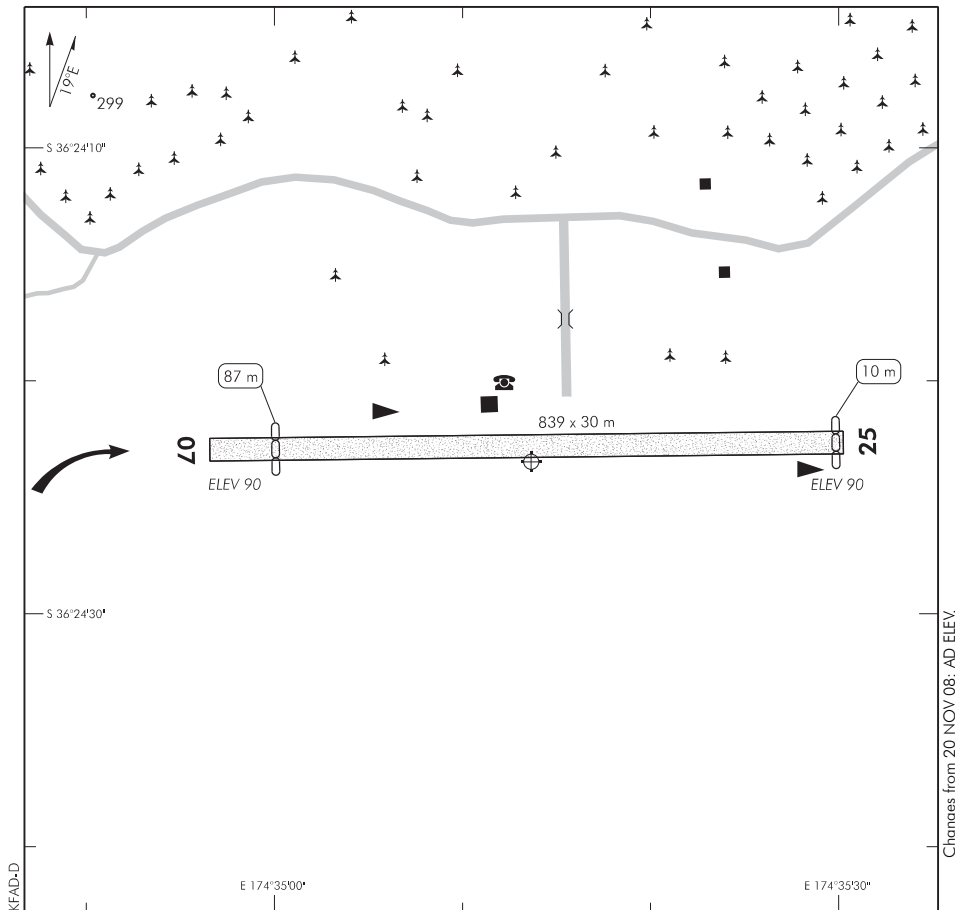 19°E
299
S 36°24'10"
87 m
10 m
839 x 30 m
07
25
ELEV 90
ELEV 90
S 36°24'30"
Changes from 20 NOV 08: AD ELEV.
E 174°35'00"
E 174°35'30"
KFAD-D